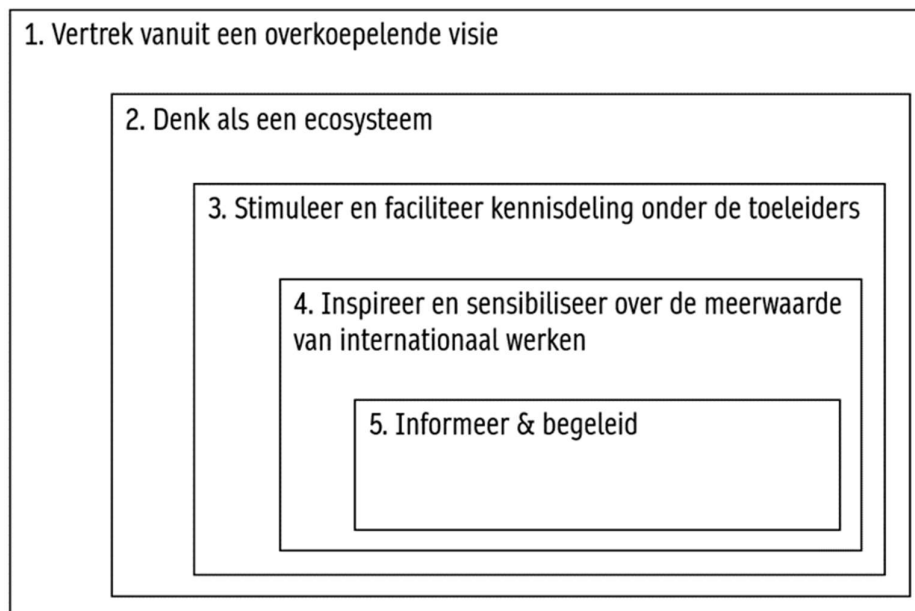 1. Vertrek vanuit een overkoepelende visie
2. Denk als een ecosysteem
3. Stimuleer en faciliteer kennisdeling onder de toeleiders
4. Inspireer en sensibiliseer over de meerwaarde
van internationaal werken
5. Informeer & begeleid